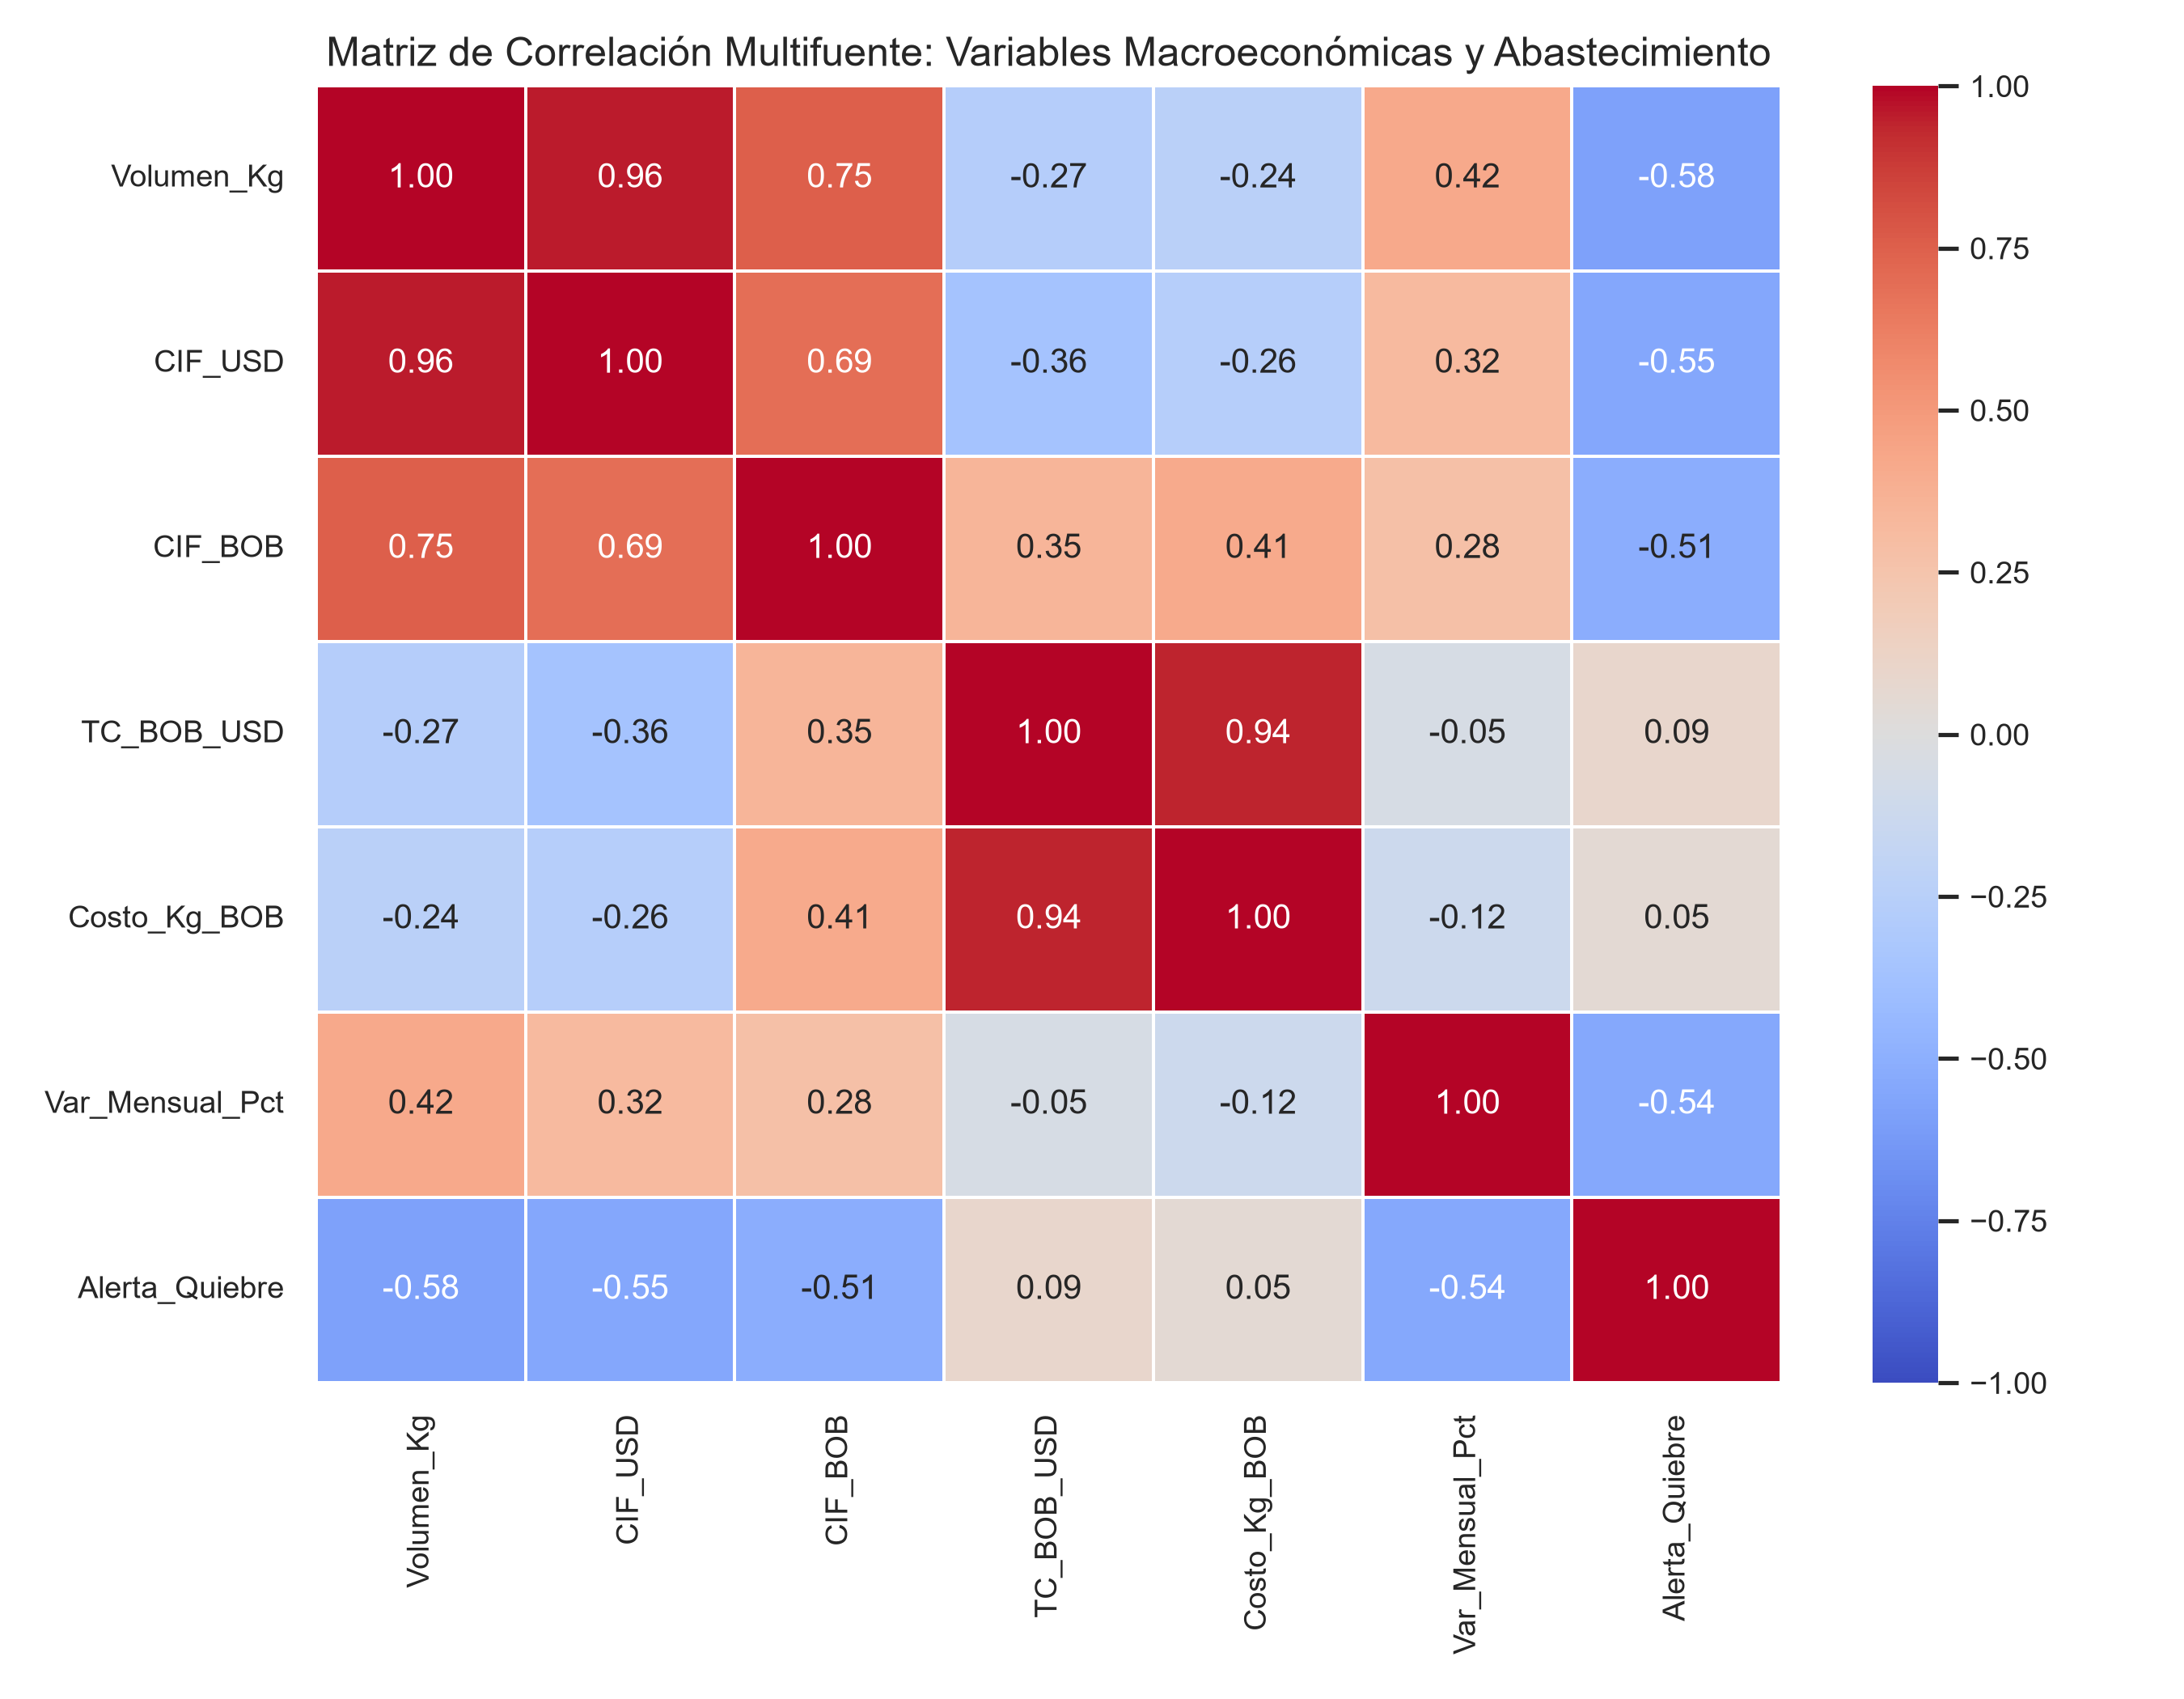 Matriz de Correlación Multifuente: Variables Macroeconómicas y Abastecimiento
Volumen_Kg 1.00 0.96 0.75 -0.27 -0.24 0.42 -0.58
CIF_USD 0.96 1.00 0.69 -0.36 -0.26 0.32 -0.55
CIF_BOB 0.75 0.69 1.00 0.35 0.41 0.28 -0.51
TC_BOB_USD -0.27 -0.36 0.35 1.00 0.94 -0.05 0.09
Costo_Kg_BOB -0.24 -0.26 0.41 0.94 1.00 -0.12 0.05
Var_Mensual_Pct 0.42 0.32 0.28 -0.05 -0.12 1.00 -0.54
Alerta_Quiebre -0.58 -0.55 -0.51 0.09 0.05 -0.54 1.00
Volumen_Kg
CIF_USD
CIF_BOB
TC_BOB_USD
Costo_Kg_BOB
Var_Mensual_Pct
Alerta_Quiebre
1.00
0.75
0.50
0.25
0.00
−0.25
−0.50
−0.75
−1.00